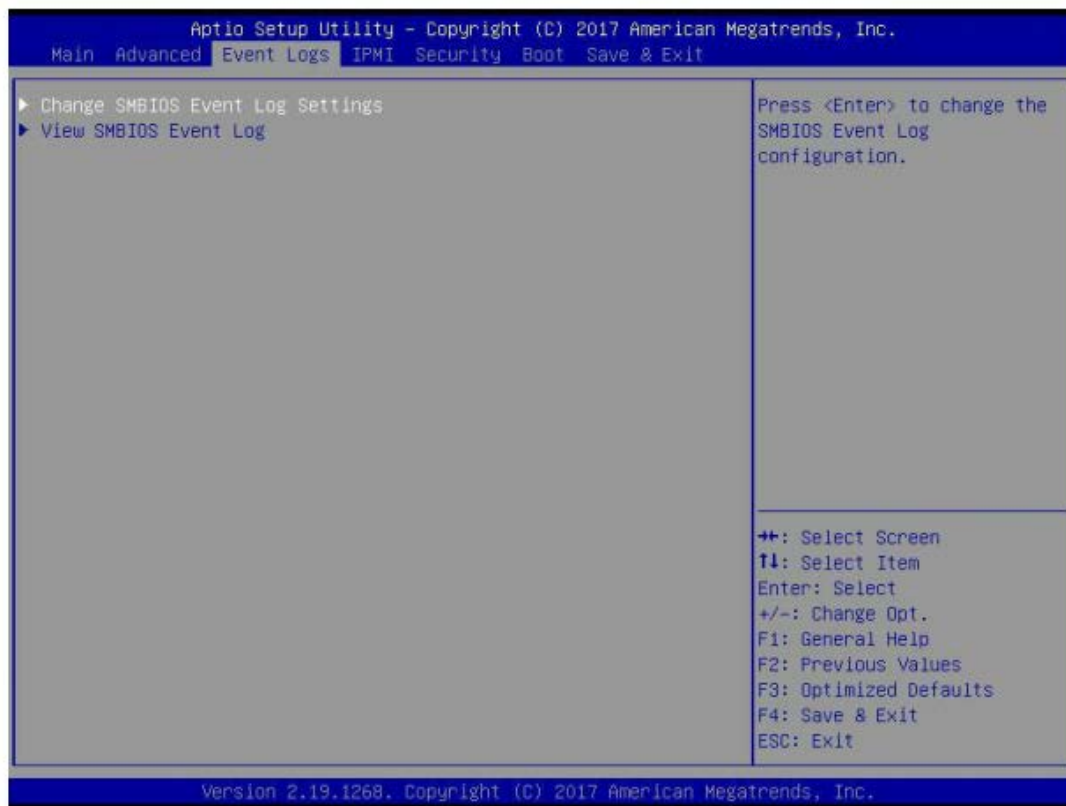 Aptio Setup Utility – Copyright (C) 2017 American Megatrends, Inc.
Main Advanced Event Logs IPMI Security Boot Save & Exit
▶ Change SMBIOS Event Log Settings
▶ View SMBIOS Event Log
Press <Enter> to change the
SMBIOS Event Log
configuration.
→←: Select Screen
↑↓: Select Item
Enter: Select
+/-: Change Opt.
F1: General Help
F2: Previous Values
F3: Optimized Defaults
F4: Save & Exit
ESC: Exit
Version 2.19.1268. Copyright (C) 2017 American Megatrends, Inc.